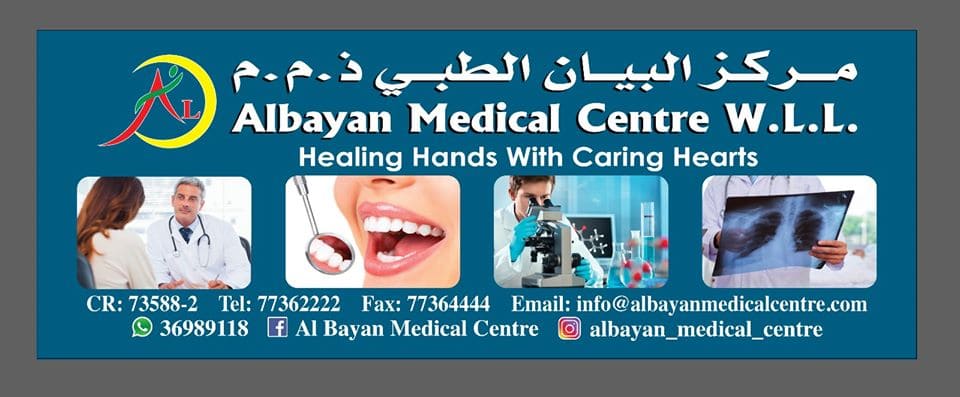 مركز البيان الطبي ذ.م.م
AL
Albayan Medical Centre W.L.L.
Healing Hands With Caring Hearts
CR: 73588-2 Tel: 77362222 Fax: 77364444 Email: info@albayanmedicalcentre.com
36989118 Al Bayan Medical Centre albayan_medical_centre